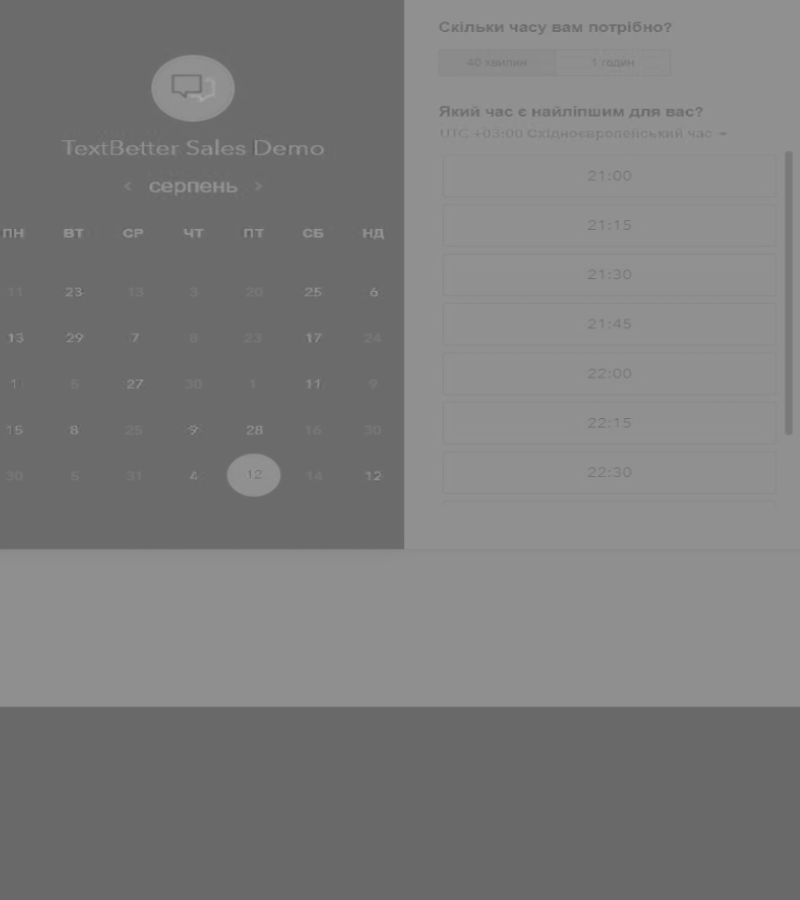 TextBetter Sales Demo
‹ серпень ›
ПН ВТ СР ЧТ ПТ СБ НД
11 23 13 3 20 25 6
13 29 7 8 23 17 24
1 5 27 30 1 11 9
15 8 25 9 28 16 30
30 5 31 4 12 14 12
Скільки часу вам потрібно?
40 хвилин 1 годин
Який час є найліпшим для вас?
UTC +03:00 Східноєвропейський час
21:00
21:15
21:30
21:45
22:00
22:15
22:30